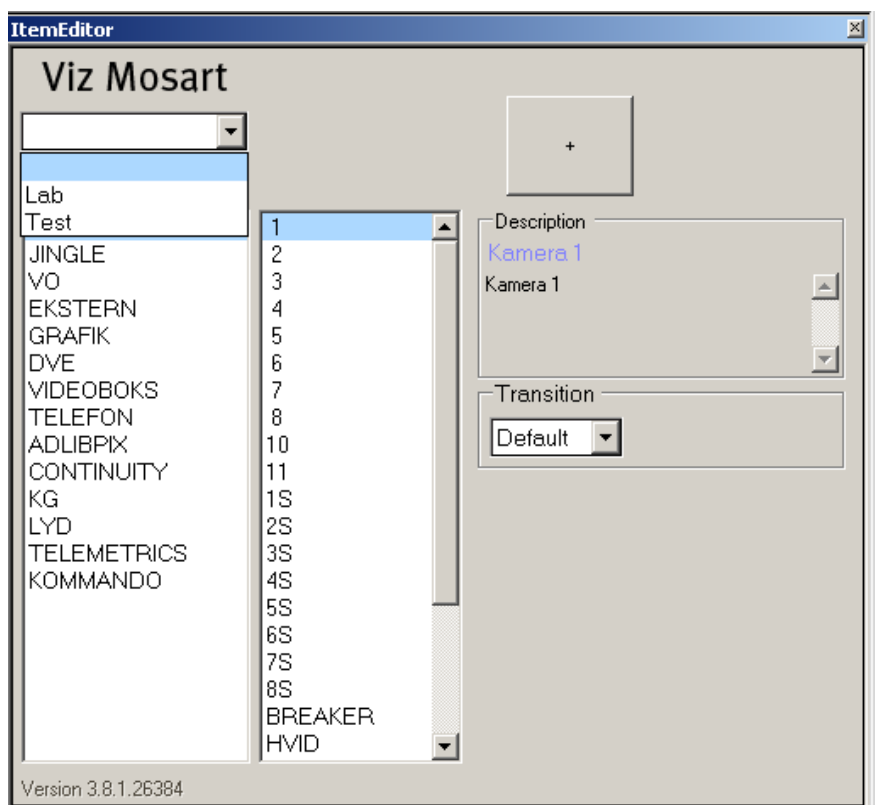 ItemEditor
Viz Mosart
+
Lab
Test
JINGLE
VO
EKSTERN
GRAFIK
DVE
VIDEOBOKS
TELEFON
ADLIBPIX
CONTINUITY
KG
LYD
TELEMETRICS
KOMMANDO
1
2
3
4
5
6
7
8
10
11
1S
2S
3S
4S
5S
6S
7S
8S
BREAKER
HVID
Description
Kamera 1
Kamera 1
Transition
Default
Version 3.8.1.26384